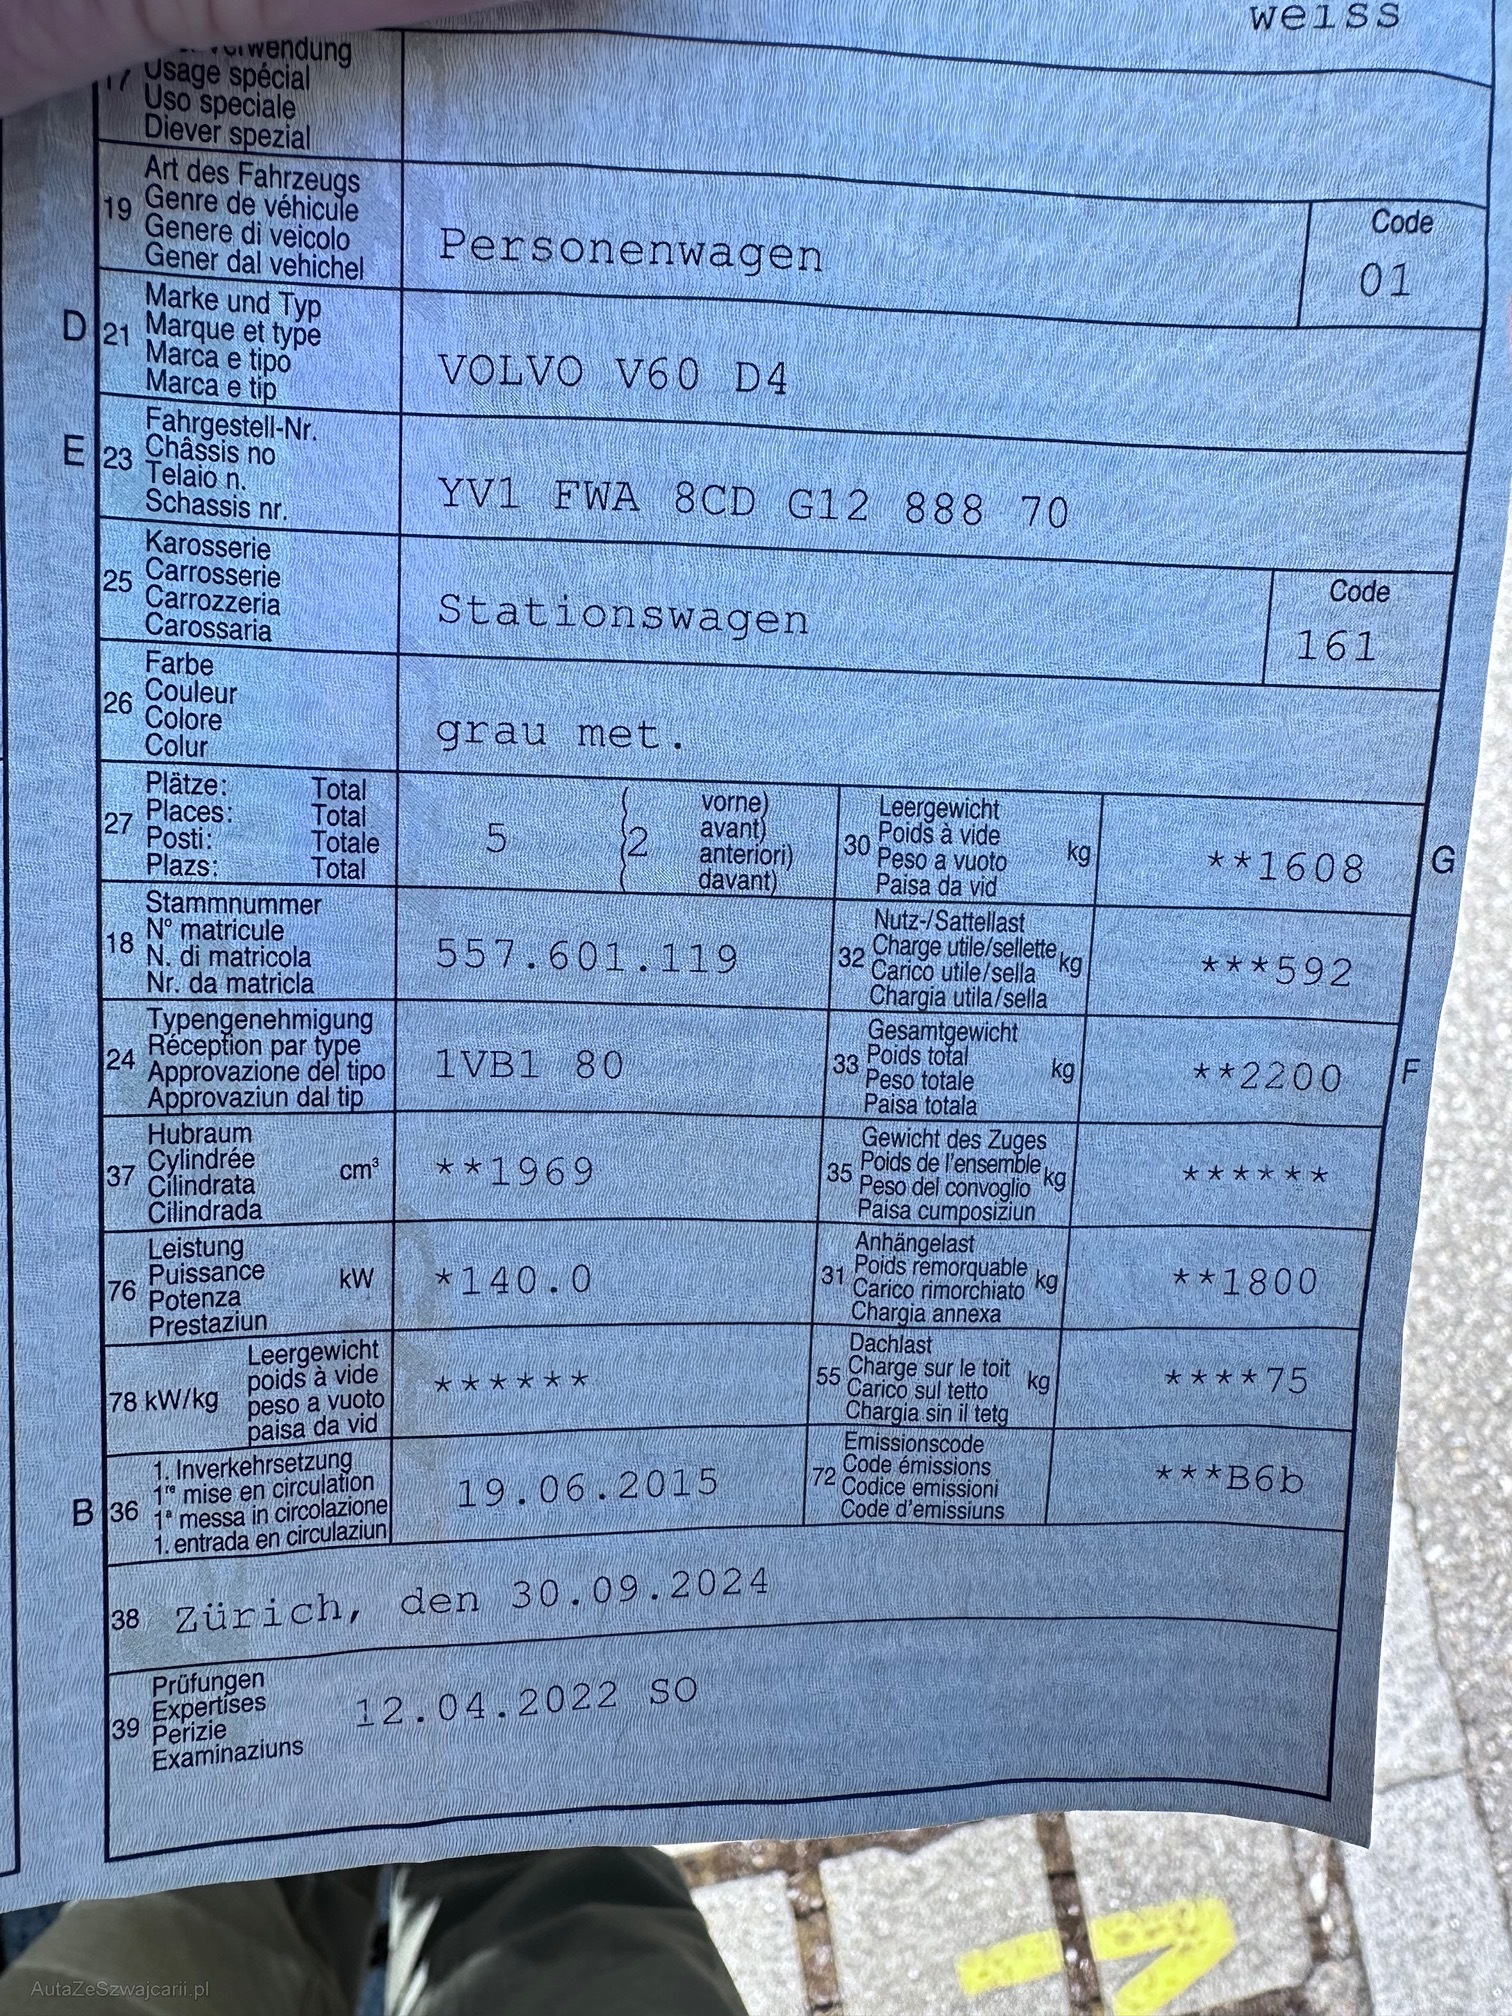 weiss
Verwendung
17 Usage spécial
Uso speciale
Diever spezial
Art des Fahrzeugs
19 Genre de véhicule
Genere di veicolo
Gener dal vehichel
Personenwagen
Code
01
Marke und Typ
D 21 Marque et type
Marca e tipo
Marca e tip
VOLVO V60 D4
Fahrgestell-Nr.
E 23 Châssis no
Telaio n.
Schassis nr.
YV1 FWA 8CD G12 888 70
Karosserie
25 Carrosserie
Carrozzeria
Carossaria
Stationswagen
Code
161
Farbe
26 Couleur
Colore
Colur
grau met.
Plätze: Total
27 Places: Total
Posti: Totale
Plazs: Total
5 (2 vorne)
avant)
anteriori)
davant)
Leergewicht
30 Poids à vide kg
Peso a vuoto
Paisa da vid
**1608 G
Stammnummer
18 N° matricule
N. di matricola
Nr. da matricla
557.601.119
Nutz-/Sattellast
32 Charge utile/sellette kg
Carico utile/sella
Chargia utila/sella
***592
Typengenehmigung
24 Réception par type
Approvazione del tipo
Approvaziun dal tip
1VB1 80
Gesamtgewicht
33 Poids total kg
Peso totale
Paisa totala
**2200 F
Hubraum
37 Cylindrée cm³
Cilindrata
Cilindrada
**1969
Gewicht des Zuges
35 Poids de l'ensemble kg
Peso del convoglio
Paisa cumposiziun
******
Leistung
76 Puissance kW
Potenza
Prestaziun
*140.0
Anhängelast
31 Poids remorquable kg
Carico rimorchiato
Chargia annexa
**1800
Leergewicht
78 kW/kg poids à vide
peso a vuoto
paisa da vid
******
Dachlast
55 Charge sur le toit kg
Carico sul tetto
Chargia sin il tetg
****75
1. Inverkehrsetzung
B 36 1re mise en circulation
1a messa in circolazione
1. entrada en circulaziun
19.06.2015
Emissionscode
72 Code émissions
Codice emissioni
Code d'emissiuns
***B6b
38 Zürich, den 30.09.2024
Prüfungen
39 Expertises
Perizie
Examinaziuns
12.04.2022 SO
AutaZeSzwajcarii.pl